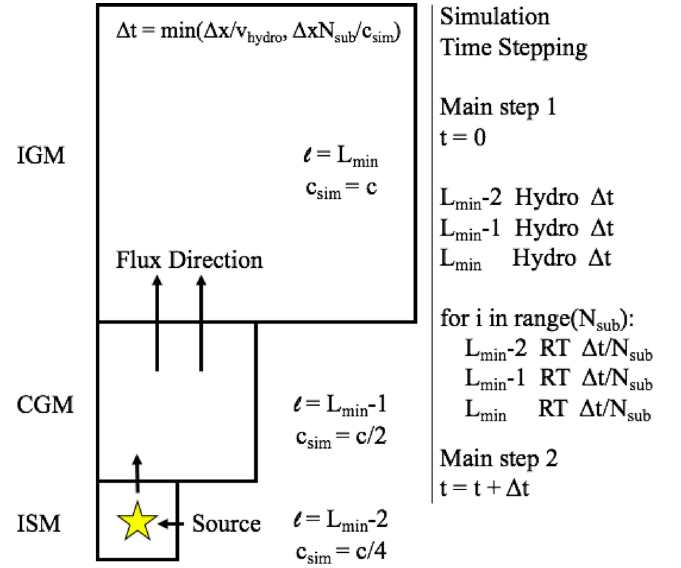 Δt = min(Δx/v_hydro, ΔxN_sub/c_sim)
IGM
ℓ = L_min
c_sim = c
Flux Direction
CGM
ℓ = L_min-1
c_sim = c/2
ISM
Source
ℓ = L_min-2
c_sim = c/4
Simulation
Time Stepping
Main step 1
t = 0
L_min-2 Hydro Δt
L_min-1 Hydro Δt
L_min Hydro Δt
for i in range(N_sub):
L_min-2 RT Δt/N_sub
L_min-1 RT Δt/N_sub
L_min RT Δt/N_sub
Main step 2
t = t + Δt